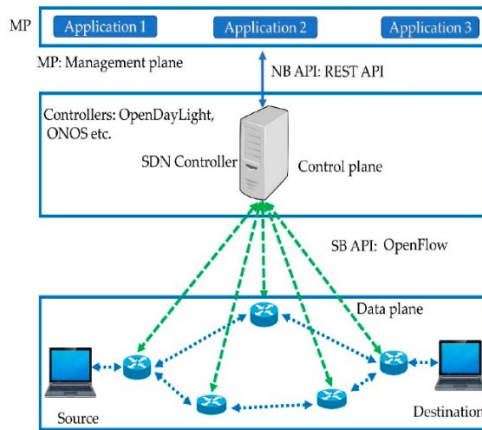 MP
Application 1
Application 2
Application 3
MP: Management plane
NB API: REST API
Controllers: OpenDayLight,
ONOS etc.
SDN Controller
Control plane
SB API: OpenFlow
Data plane
Source
Destination